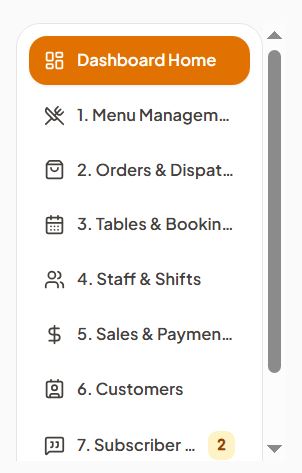 Dashboard Home
1. Menu Managem...
2. Orders & Dispat...
3. Tables & Bookin...
4. Staff & Shifts
5. Sales & Paymen...
6. Customers
7. Subscriber ... 2